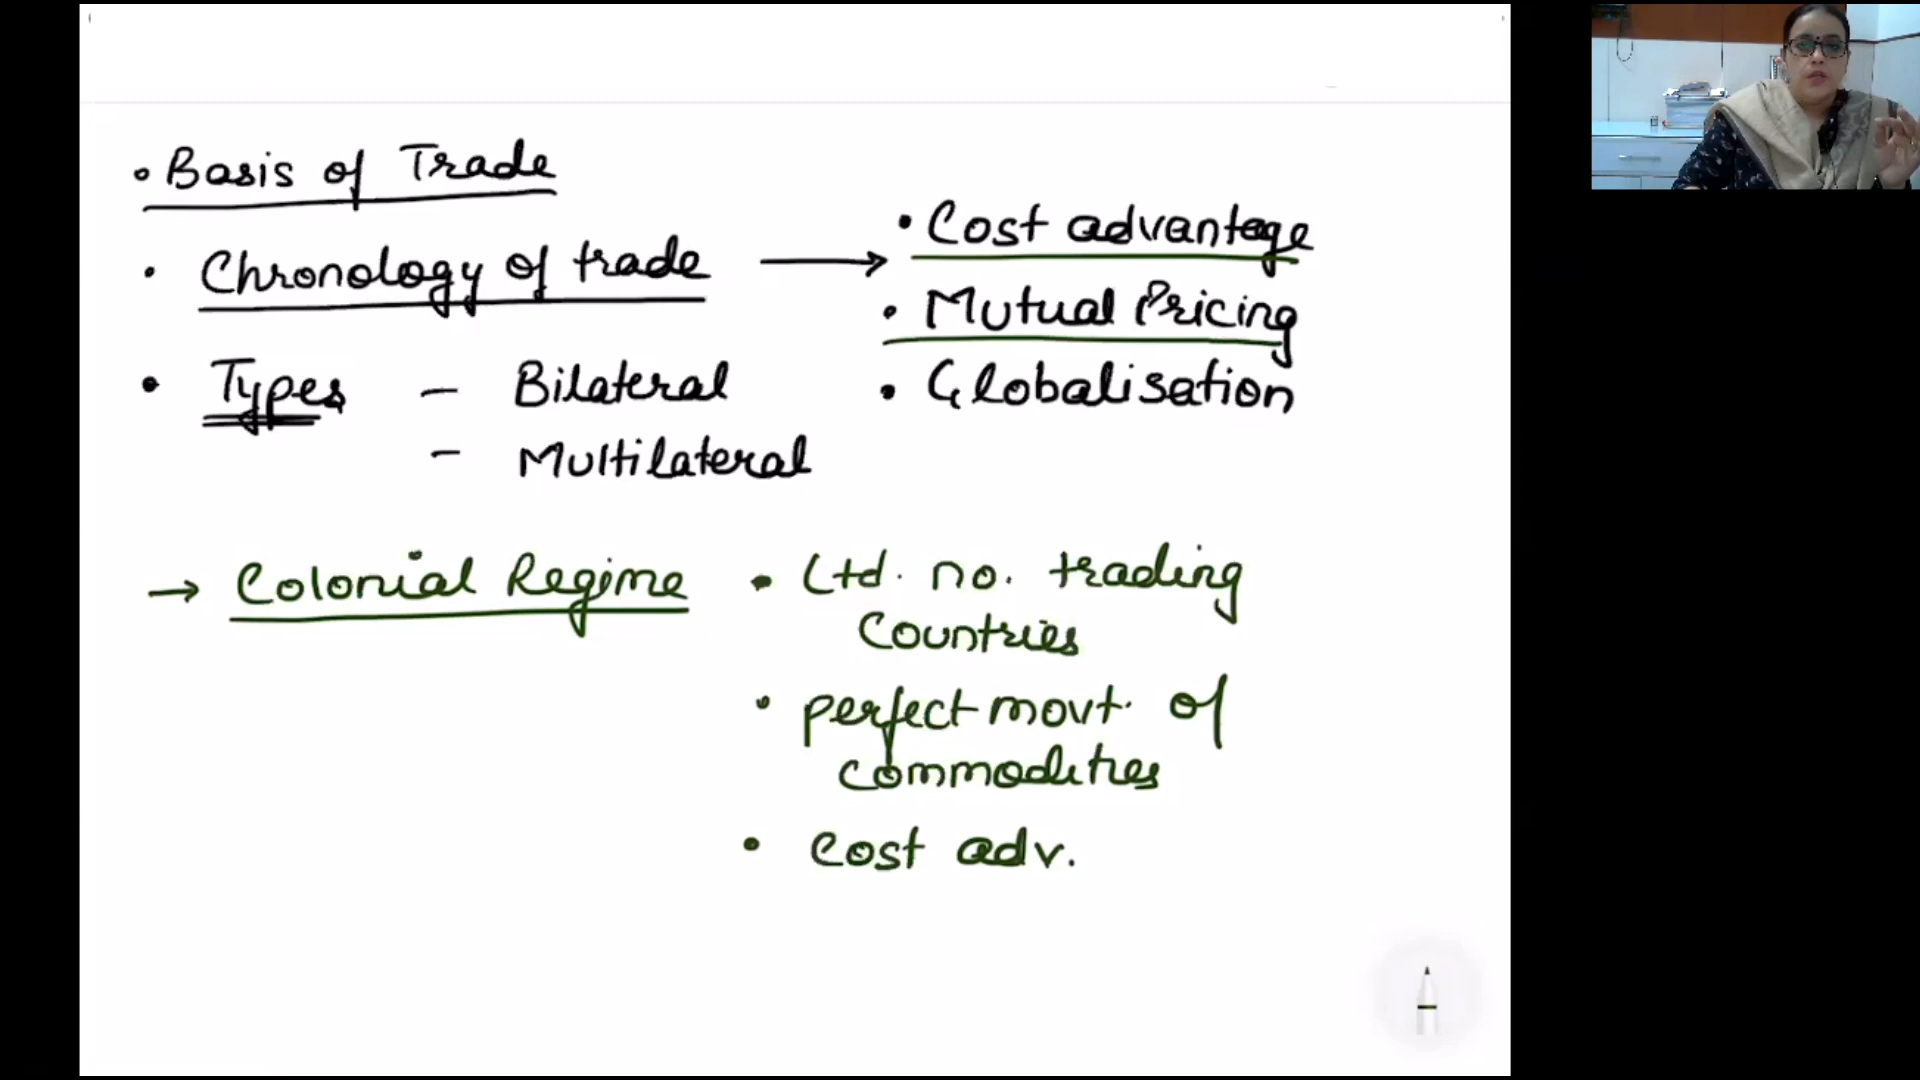 • Basis of Trade
• Chronology of trade →
• Cost advantage
• Mutual Pricing
• Globalisation
• Types - Bilateral
- Multilateral
→ Colonial Regime
• Ltd. no. trading
Countries
• perfect movt. of
commodities
• Cost adv.